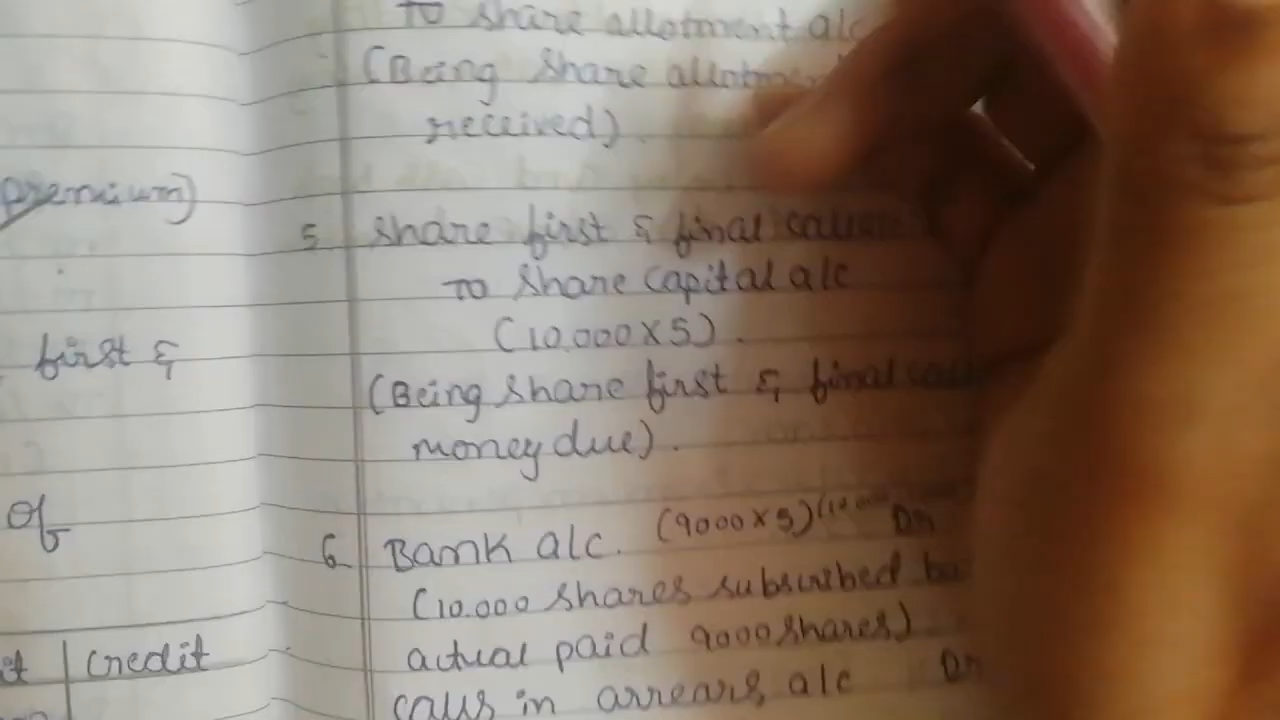 To share allotment a/c
(Being share allotment
received)
premium)
5 share first & final
To share capital a/c
(10.000 X 5).
first &
(Being share first & final
money due).
Of
6 Bank a/c. (9000 X 5) Dr
(10.000 shares subscribed
actual paid 9000 shares)
Credit
calls in arrears a/c Dr